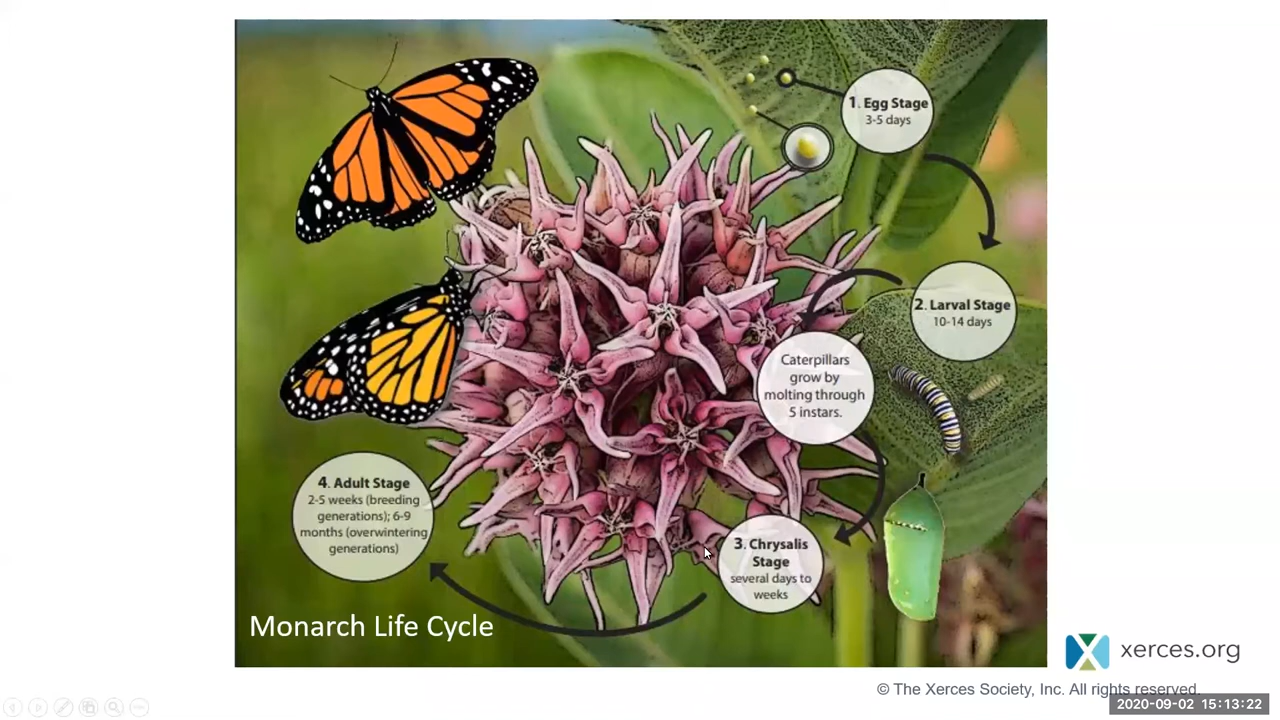 1. Egg Stage
3-5 days
2. Larval Stage
10-14 days
Caterpillars
grow by
molting through
5 instars.
3. Chrysalis
Stage
several days to
weeks
4. Adult Stage
2-5 weeks (breeding
generations); 6-9
months (overwintering
generations)
Monarch Life Cycle
xerces.org
© The Xerces Society, Inc. All rights reserved.
2020-09-02 15:13:22